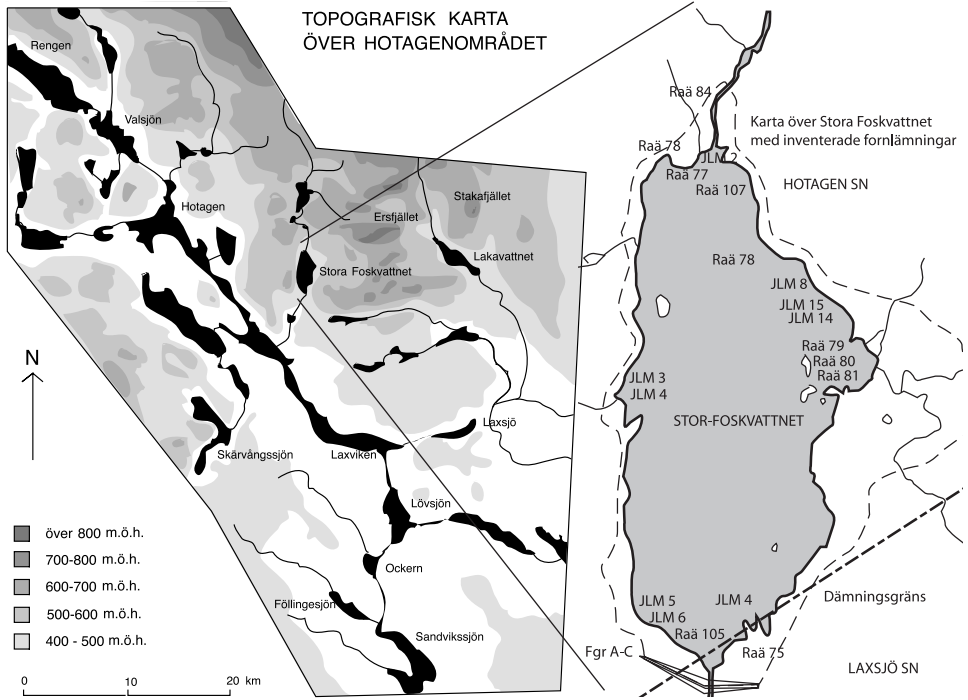 TOPOGRAFISK KARTA
ÖVER HOTAGENOMRÅDET
Rengen
Valsjön
Hotagen
Ersfjället
Stakafjället
Lakavattnet
Stora Foskvattnet
N
Skärvångssjön
Laxviken
Laxsjö
Lövsjön
Ockern
Föllingesjön
Sandvikssjön
över 800 m.ö.h.
700-800 m.ö.h.
600-700 m.ö.h.
500-600 m.ö.h.
400 - 500 m.ö.h.
0 10 20 km
Raä 84
Karta över Stora Foskvattnet
med inventerade fornlämningar
Raä 78
JLM 2
Raä 77
Raä 107
HOTAGEN SN
Raä 78
JLM 8
JLM 15
JLM 14
Raä 79
Raä 80
Raä 81
JLM 3
JLM 4
STOR-FOSKVATTNET
JLM 5
JLM 4
JLM 6
Raä 105
Raä 75
Dämningsgräns
Fgr A-C
LAXSJÖ SN